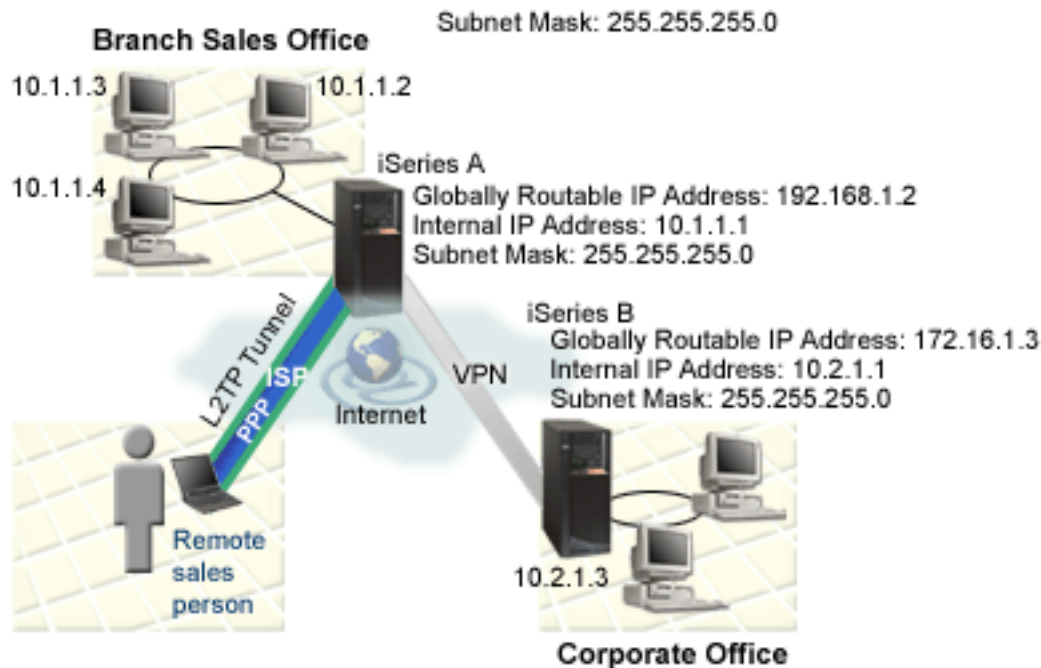 Subnet Mask: 255.255.255.0
Branch Sales Office
10.1.1.3
10.1.1.2
10.1.1.4
iSeries A
Globally Routable IP Address: 192.168.1.2
Internal IP Address: 10.1.1.1
Subnet Mask: 255.255.255.0
iSeries B
Globally Routable IP Address: 172.16.1.3
Internal IP Address: 10.2.1.1
Subnet Mask: 255.255.255.0
L2TP Tunnel
ISP
PPP
Internet
VPN
Remote
sales
person
10.2.1.3
Corporate Office